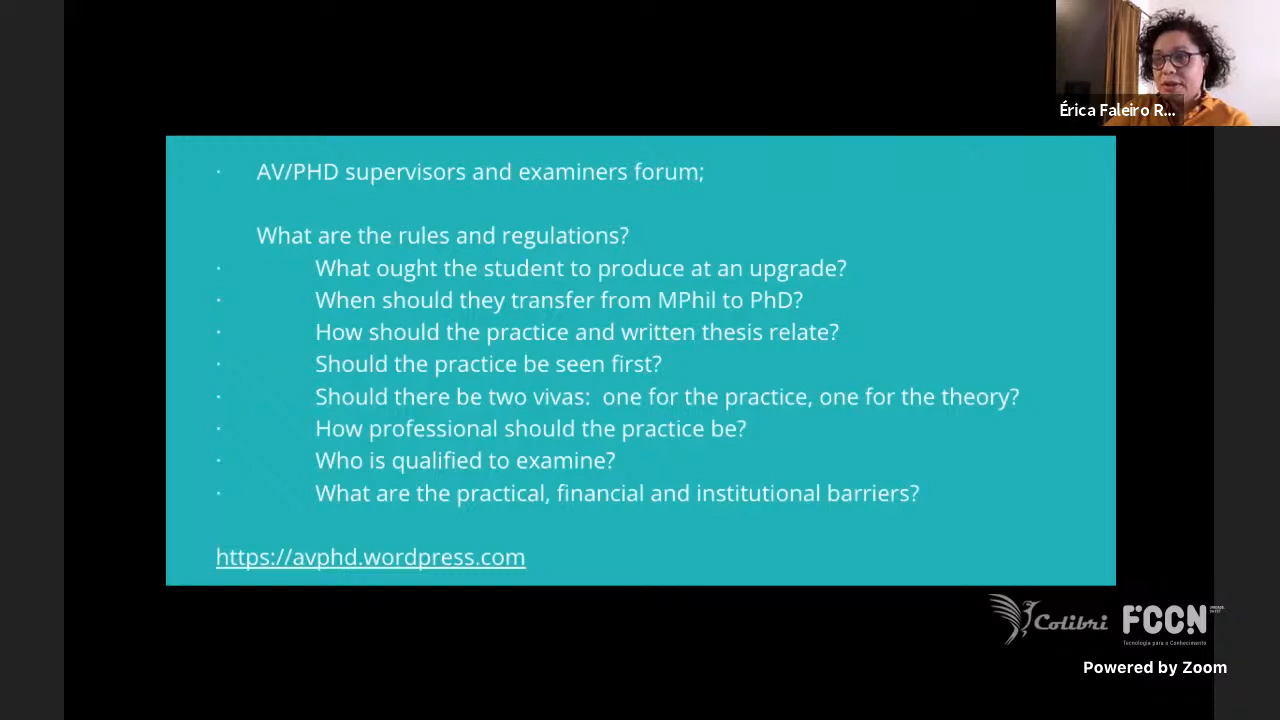 Érica Faleiro R...
· AV/PHD supervisors and examiners forum;
What are the rules and regulations?
· What ought the student to produce at an upgrade?
· When should they transfer from MPhil to PhD?
· How should the practice and written thesis relate?
· Should the practice be seen first?
· Should there be two vivas:  one for the practice, one for the theory?
· How professional should the practice be?
· Who is qualified to examine?
· What are the practical, financial and institutional barriers?
https://avphd.wordpress.com
Colibri
FCCN
Tecnologia para o Conhecimento
Powered by Zoom